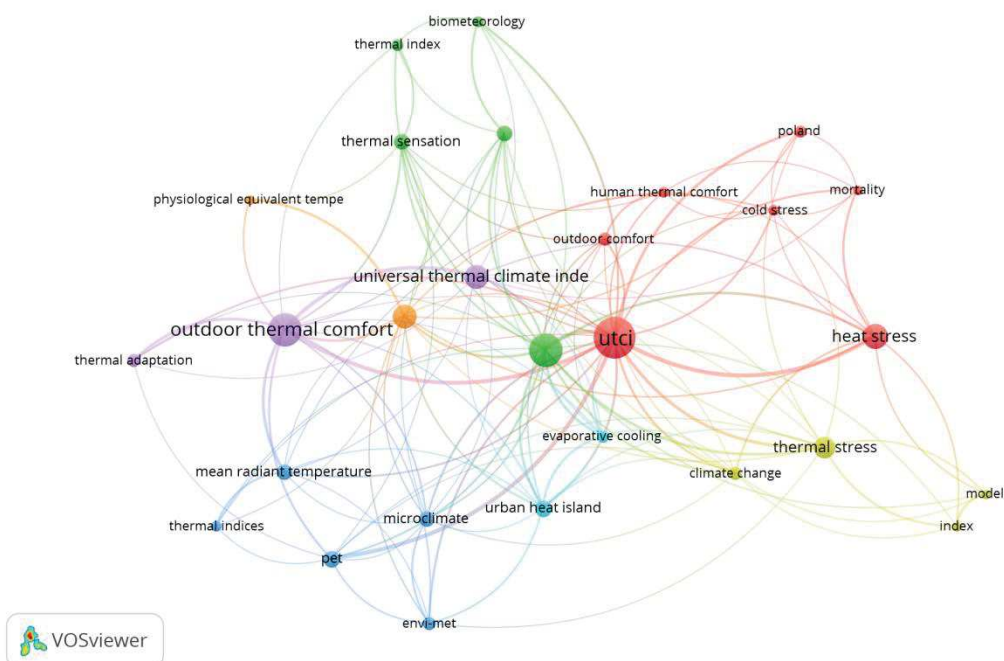 biometeorology
thermal index
poland
thermal sensation
mortality
human thermal comfort
physiological equivalent tempe
cold stress
outdoor comfort
universal thermal climate inde
outdoor thermal comfort
utci
heat stress
thermal adaptation
evaporative cooling
thermal stress
mean radiant temperature
climate change
model
urban heat island
microclimate
thermal indices
index
pet
envi-met
VOSviewer